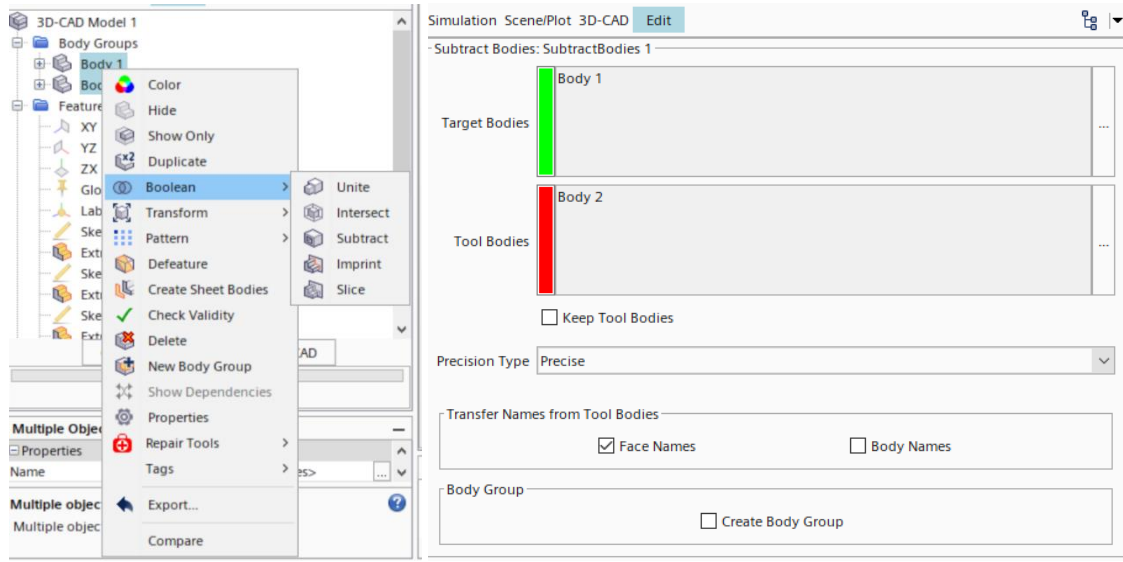 3D-CAD Model 1
Body Groups
Body 1
Feature
XY
YZ
ZX
Glo
Lab
Ske
Ext
Ske
Ext
Ske
Ext
Color
Hide
Show Only
Duplicate
Boolean
Transform
Pattern
Defeature
Create Sheet Bodies
Check Validity
Delete
New Body Group
Show Dependencies
Properties
Repair Tools
Tags
Export...
Compare
Unite
Intersect
Subtract
Imprint
Slice
AD
Multiple Objec
Properties
Name
es>
...
Multiple objec
Multiple objec
Simulation Scene/Plot 3D-CAD Edit
Subtract Bodies: SubtractBodies 1
Target Bodies
Body 1
...
Tool Bodies
Body 2
...
Keep Tool Bodies
Precision Type Precise
Transfer Names from Tool Bodies
Face Names Body Names
Body Group
Create Body Group